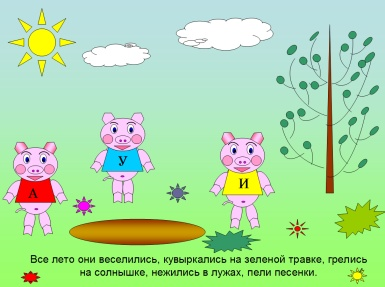 У
А
И
Все лето они веселились, кувыркались на зеленой травке, грелись
на солнышке, нежились в лужах, пели песенки.